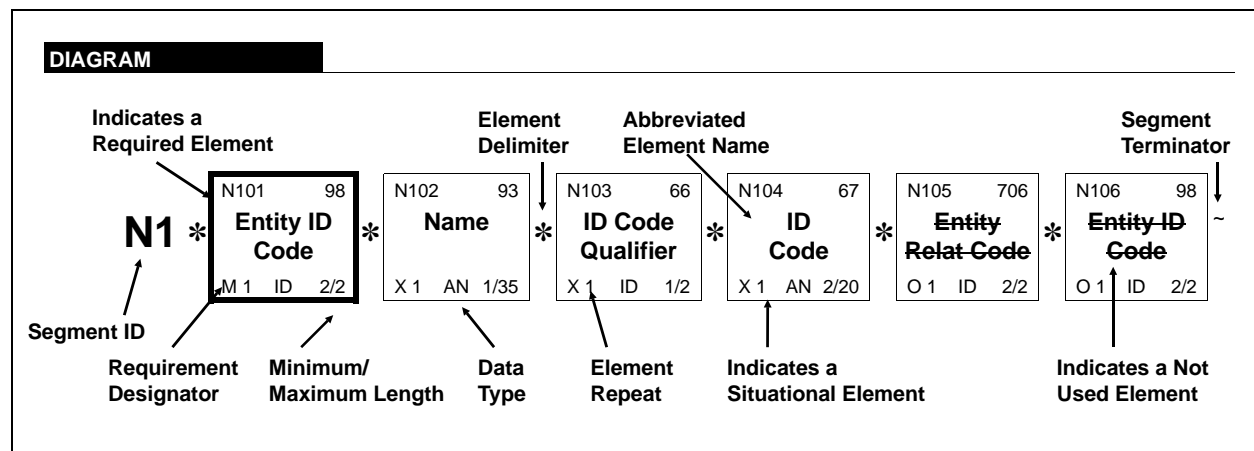 DIAGRAM
Indicates a
Required Element
Element
Delimiter
Abbreviated
Element Name
Segment
Terminator
N1 *
N101 98
Entity ID
Code
M 1 ID 2/2
*
N102 93
Name
X 1 AN 1/35
*
N103 66
ID Code
Qualifier
X 1 ID 1/2
*
N104 67
ID
Code
X 1 AN 2/20
*
N105 706
Entity
Relat Code
O 1 ID 2/2
*
N106 98
Entity ID
Code
O 1 ID 2/2
~
Segment ID
Requirement
Designator
Minimum/
Maximum Length
Data
Type
Element
Repeat
Indicates a
Situational Element
Indicates a Not
Used Element